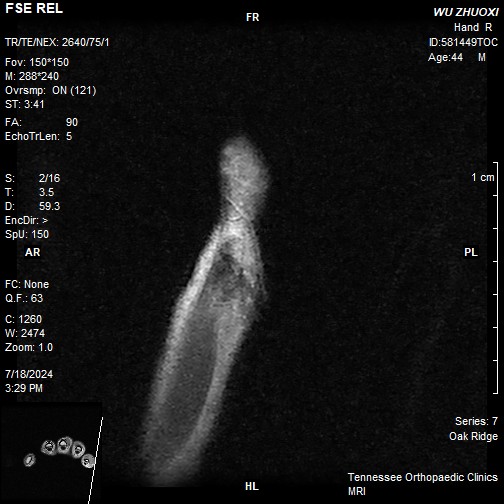 FSE REL
FR
WU ZHUOXI
Hand R
TR/TE/NEX: 2640/75/1
ID:581449TOC
Age:44 M
Fov: 150*150
M: 288*240
Ovrsmp: ON (121)
ST: 3:41
FA: 90
EchoTrLen: 5
S: 2/16
1 cm
T: 3.5
D: 59.3
EncDir: >
SpU: 150
AR
PL
FC: None
Q.F.: 63
C: 1260
W: 2474
Zoom: 1.0
7/18/2024
3:29 PM
Series: 7
Oak Ridge
HL
Tennessee Orthopaedic Clinics
MRI